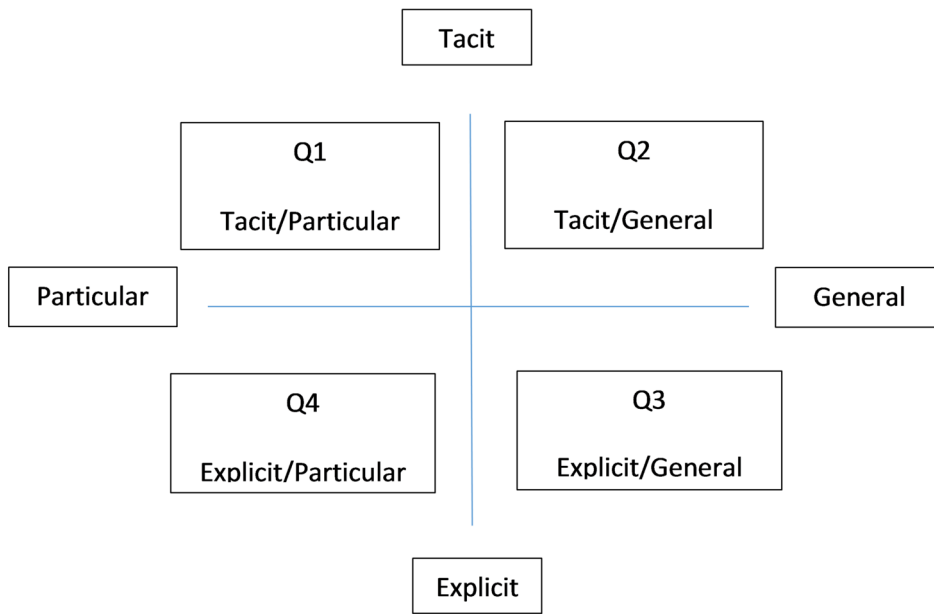 Tacit
Q1
Tacit/Particular
Q2
Tacit/General
Particular
General
Q4
Explicit/Particular
Q3
Explicit/General
Explicit